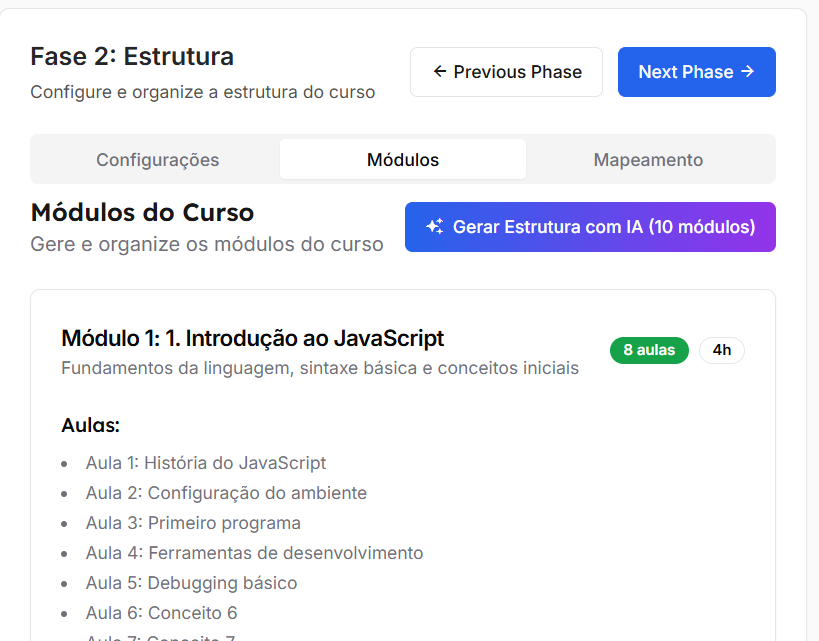 Fase 2: Estrutura
Configure e organize a estrutura do curso
← Previous Phase
Next Phase →
Configurações
Módulos
Mapeamento
Módulos do Curso
Gere e organize os módulos do curso
Gerar Estrutura com IA (10 módulos)
Módulo 1: 1. Introdução ao JavaScript
Fundamentos da linguagem, sintaxe básica e conceitos iniciais
8 aulas
4h
Aulas:
• Aula 1: História do JavaScript
• Aula 2: Configuração do ambiente
• Aula 3: Primeiro programa
• Aula 4: Ferramentas de desenvolvimento
• Aula 5: Debugging básico
• Aula 6: Conceito 6
Aula 7: Conceito 7